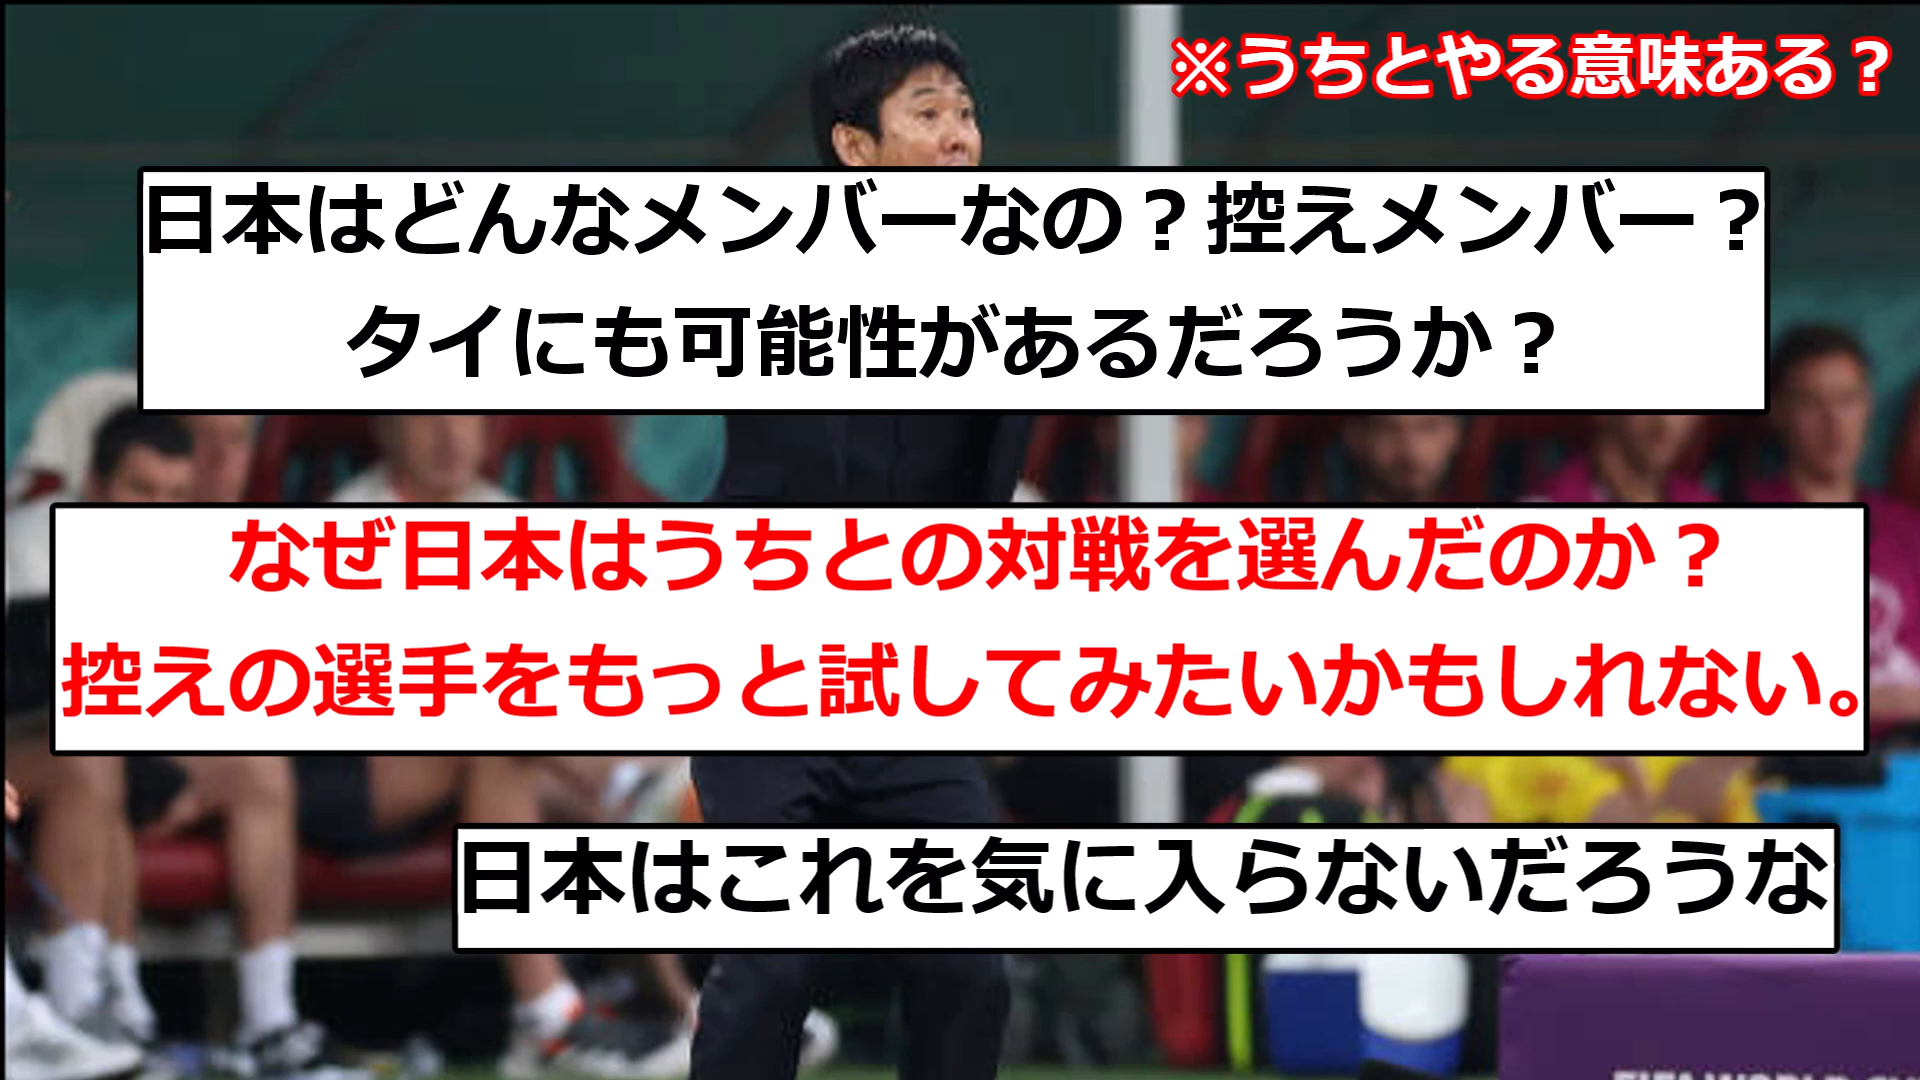 ※うちとやる意味ある？
日本はどんなメンバーなの？控えメンバー？
タイにも可能性があるだろうか？
なぜ日本はうちとの対戦を選んだのか？
控えの選手をもっと試してみたいかもしれない。
日本はこれを気に入らないだろうな